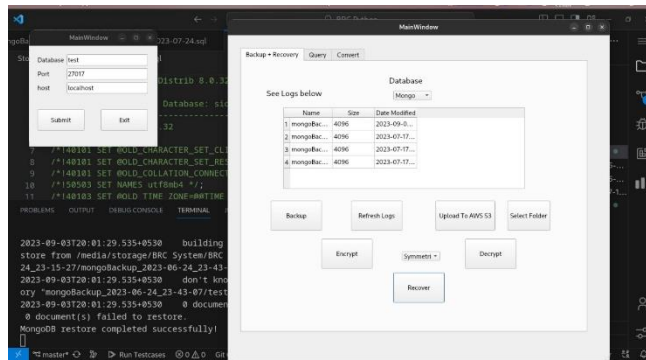 BRC Python
MainWindow
023-07-24.sql
Database test
Port 27017
host localhost
Submit Exit
Distrib 8.0.32
Database: sic
.32
7 /*!40101 SET @OLD_CHARACTER_SET_CLI
8 /*!40101 SET @OLD_CHARACTER_SET_RES
9 /*!40101 SET @OLD_COLLATION_CONNECT
10 /*!50503 SET NAMES utf8mb4 */;
11 /*!40103 SET @OLD_TIME_ZONE=@@TIME
PROBLEMS OUTPUT DEBUG CONSOLE TERMINAL
2023-09-03T20:01:29.535+0530 building
store from /media/storage/BRC System/BRC
24_23-15-27/mongoBackup_2023-06-24_23-43-
2023-09-03T20:01:29.535+0530 don't kno
ory "mongoBackup_2023-06-24_23-43-07/test
2023-09-03T20:01:29.535+0530 0 documen
0 document(s) failed to restore.
MongoDB restore completed successfully!
master* Run Testcases 0 0 Git
MainWindow
Backup + Recovery Query Convert
Database
See Logs below
Mongo
Name Size Date Modified
1 mongoBac... 4096 2023-09-0...
2 mongoBac... 4096 2023-07-17...
3 mongoBac... 4096 2023-07-17...
4 mongoBac... 4096 2023-07-17...
Backup Refresh Logs Upload To AWS S3 Select Folder
Encrypt Symmetri Decrypt
Recover